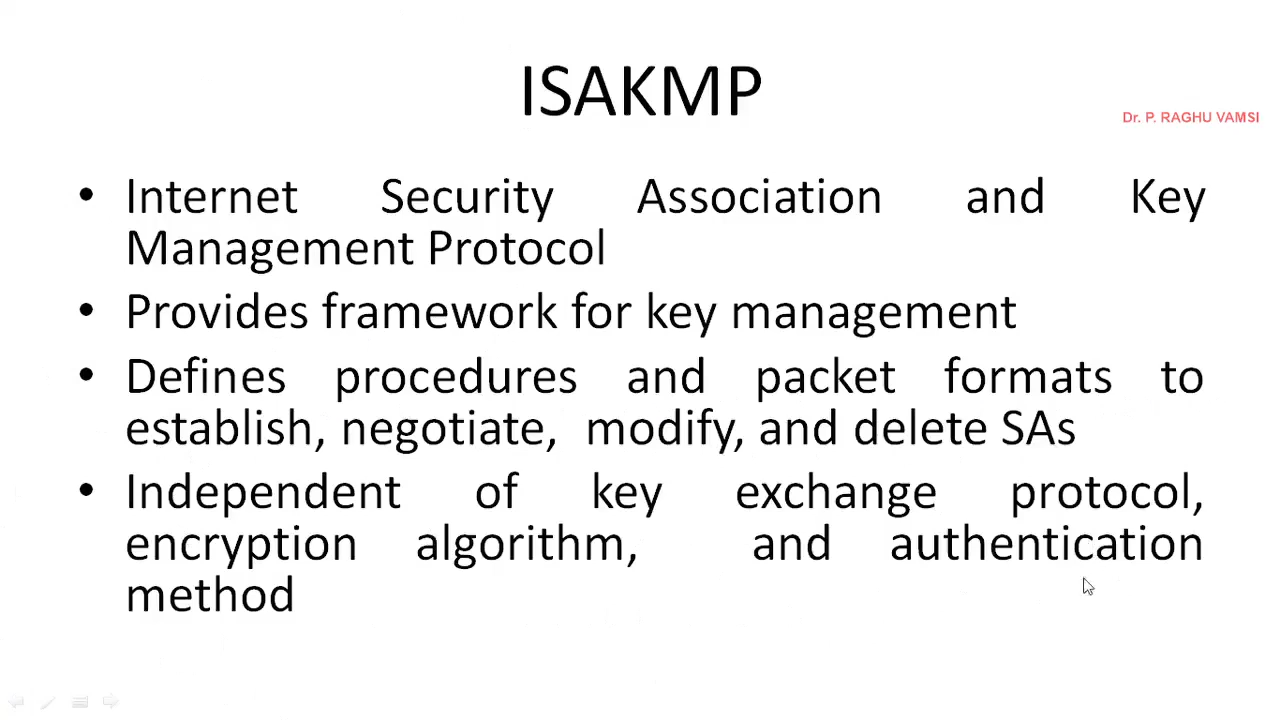 ISAKMP
Dr. P. RAGHU VAMSI
• Internet Security Association and Key
Management Protocol
• Provides framework for key management
• Defines procedures and packet formats to
establish, negotiate, modify, and delete SAs
• Independent of key exchange protocol,
encryption algorithm, and authentication
method